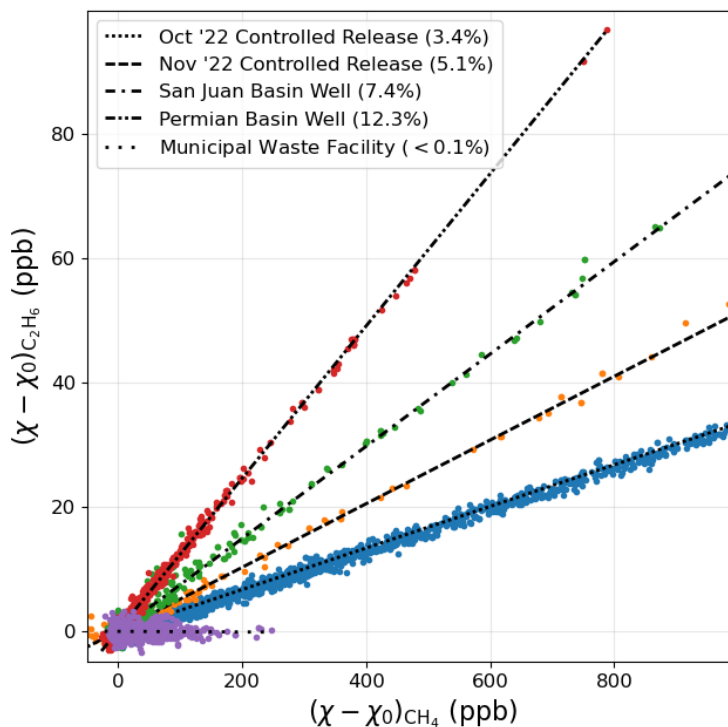 Oct '22 Controlled Release (3.4%)
Nov '22 Controlled Release (5.1%)
San Juan Basin Well (7.4%)
Permian Basin Well (12.3%)
Municipal Waste Facility (<0.1%)
80
60
40
20
0
(χ − χ₀)C₂H₆ (ppb)
0 200 400 600 800
(χ − χ₀)CH₄ (ppb)